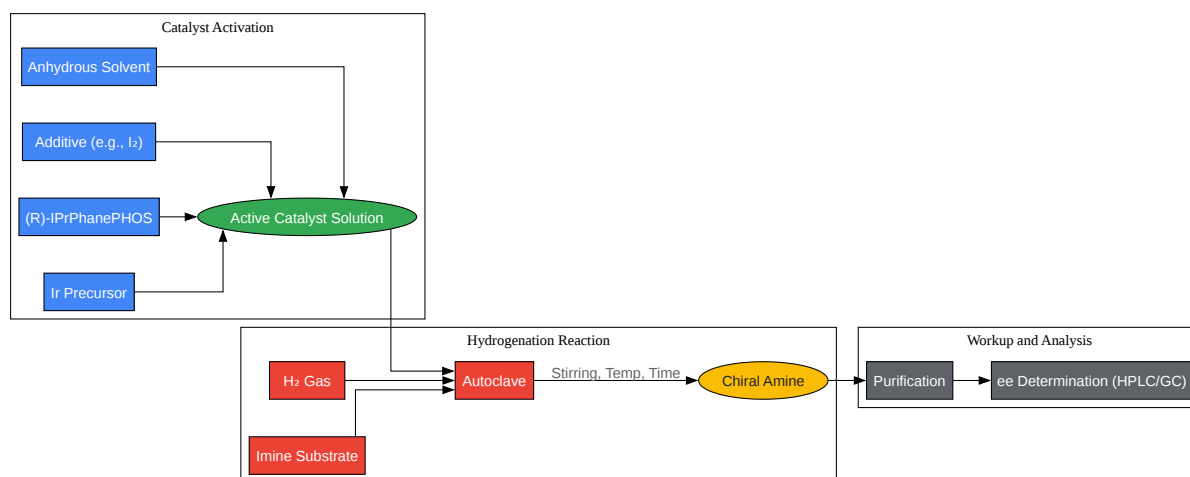 Catalyst Activation
Anhydrous Solvent
Additive (e.g., I₂)
(R)-IPrPhanePHOS
Active Catalyst Solution
Ir Precursor
Hydrogenation Reaction
H₂ Gas
Autoclave
Stirring, Temp, Time
Chiral Amine
Imine Substrate
Workup and Analysis
Purification
ee Determination (HPLC/GC)